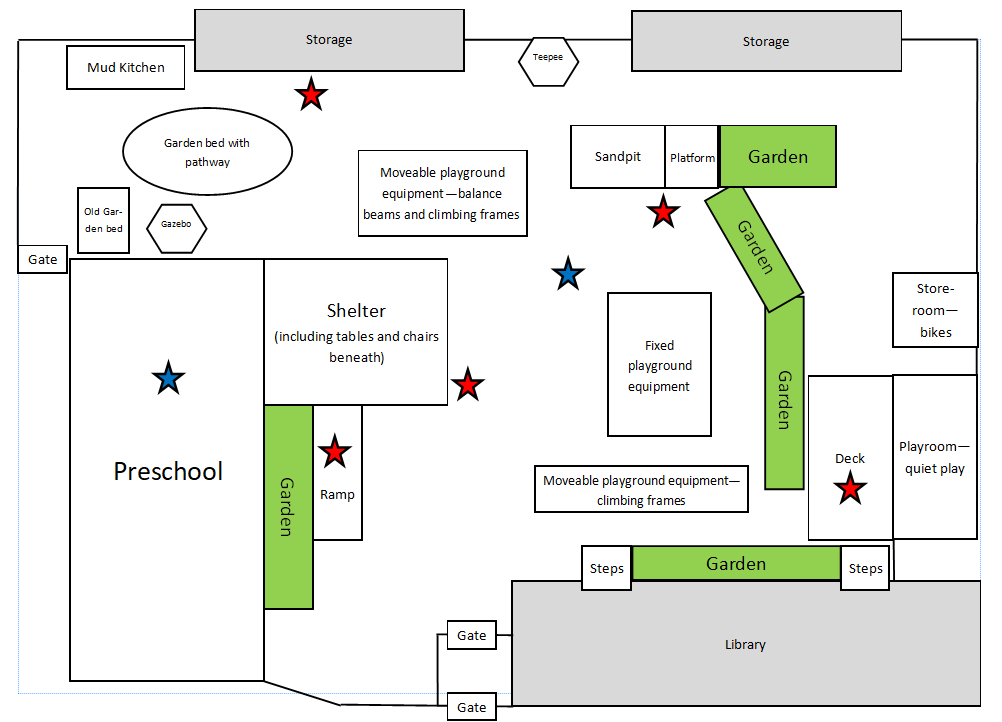 Storage
Storage
Teepee
Mud Kitchen
Garden bed with
pathway
Moveable playground
equipment—balance
beams and climbing frames
Sandpit
Platform
Garden
Old Gar-
den bed
Gazebo
Garden
Gate
Shelter
(including tables and chairs
beneath)
Store-
room—
bikes
Fixed
playground
equipment
Garden
Preschool
Garden
Ramp
Deck
Playroom—
quiet play
Moveable playground equipment—
climbing frames
Steps
Garden
Steps
Gate
Library
Gate